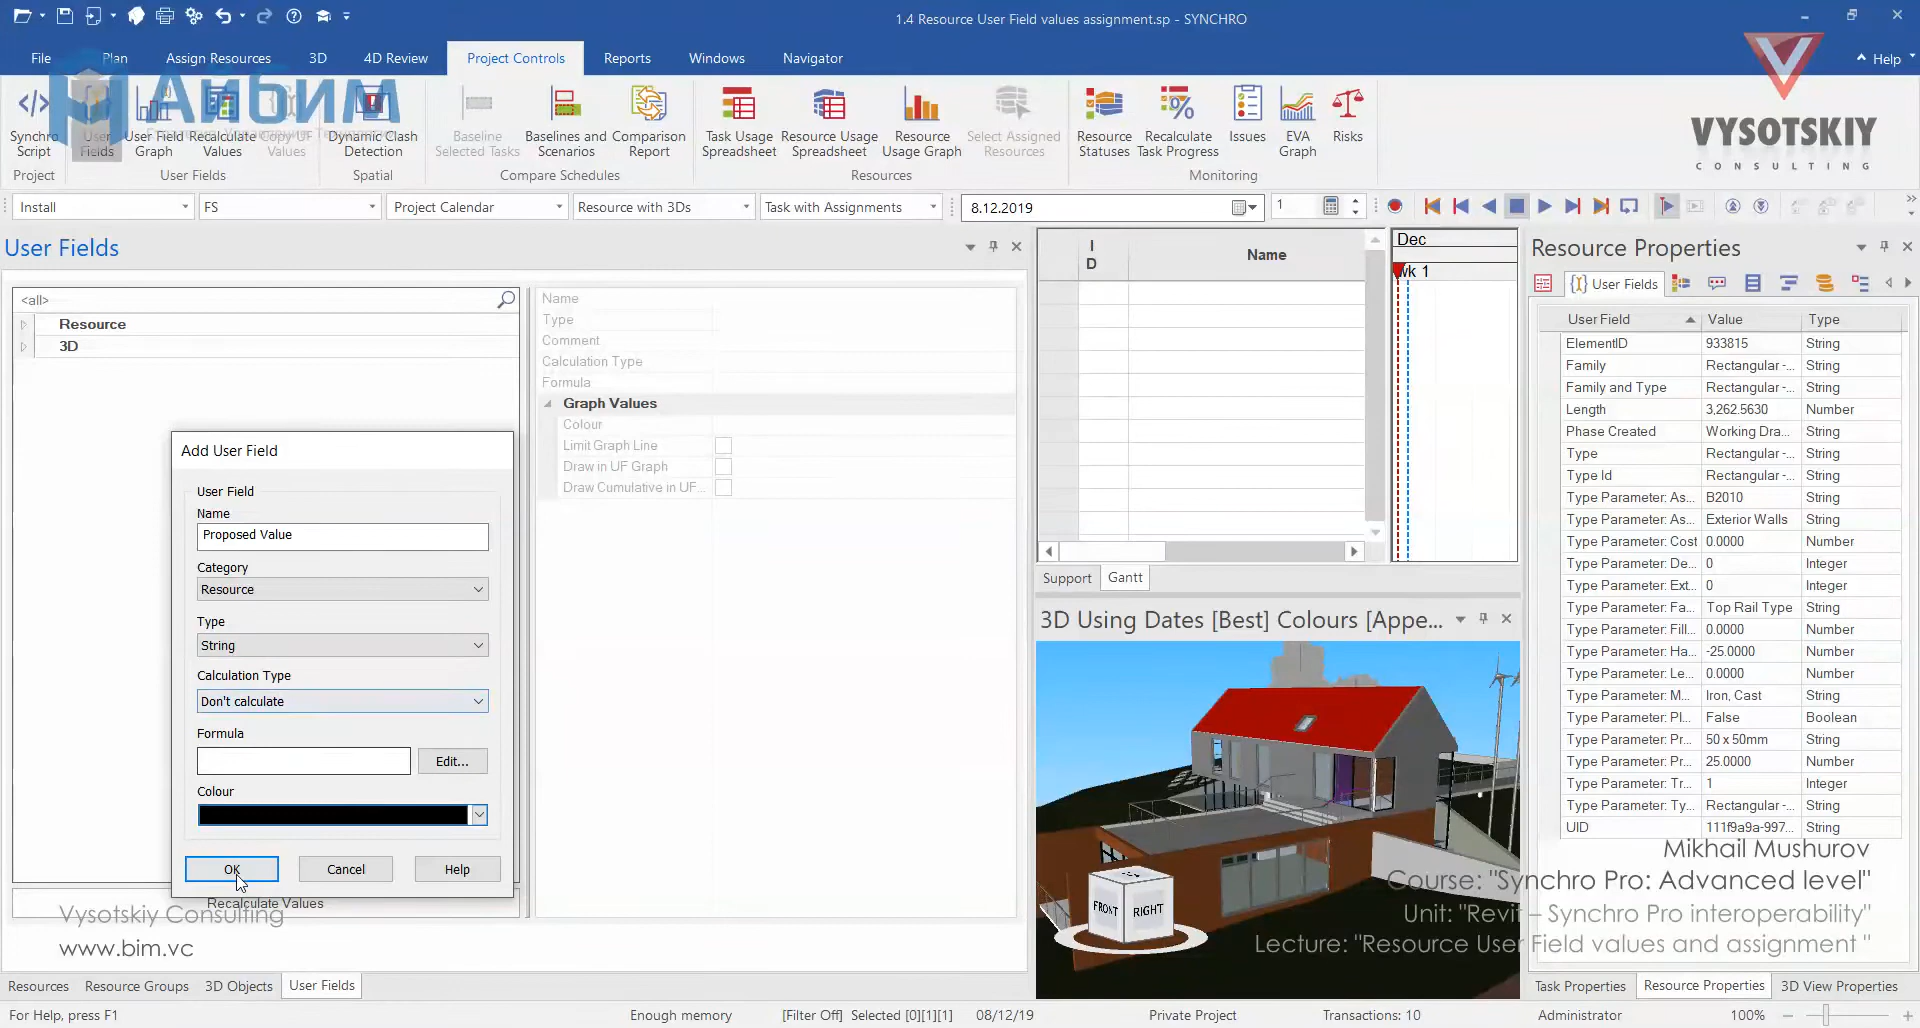 1.4 Resource User Field values assignment.sp - SYNCHRO
File
Plan
Assign Resources
3D
4D Review
Project Controls
Reports
Windows
Navigator
Help
Айбим
Synchro Script
User Fields
User Field Graph
Recalculate Values
Copy UF Values
Dynamic Clash Detection
Baseline Selected Tasks
Baselines and Scenarios
Comparison Report
Task Usage Spreadsheet
Resource Usage Spreadsheet
Resource Usage Graph
Select Assigned Resources
Resource Statuses
Recalculate Task Progress
Issues
EVA Graph
Risks
Project
User Fields
Spatial
Compare Schedules
Resources
Monitoring
VYSOTSKIY
CONSULTING
Install
FS
Project Calendar
Resource with 3Ds
Task with Assignments
8.12.2019
1
User Fields
<all>
Resource
3D
Name
Type
Comment
Calculation Type
Formula
Graph Values
Colour
Limit Graph Line
Draw in UF Graph
Draw Cumulative in UF...
Add User Field
User Field
Name
Proposed Value
Category
Resource
Type
String
Calculation Type
Don't calculate
Formula
Edit...
Colour
OK
Cancel
Help
Recalculate Values
Vysotskiy Consulting
www.bim.vc
ID
Name
Dec
wk 1
Support
Gantt
3D Using Dates [Best] Colours [Appe...
FRONT
RIGHT
Resource Properties
User Fields
User Field Value Type
ElementID 933815 String
Family Rectangular -... String
Family and Type Rectangular -... String
Length 3,262.5630 Number
Phase Created Working Dra... String
Type Rectangular -... String
Type Id Rectangular -... String
Type Parameter: As... B2010 String
Type Parameter: As... Exterior Walls String
Type Parameter: Cost 0.0000 Number
Type Parameter: De... 0 Integer
Type Parameter: Ext... 0 Integer
Type Parameter: Fa... Top Rail Type String
Type Parameter: Fill... 0.0000 Number
Type Parameter: Ha... -25.0000 Number
Type Parameter: Le... 0.0000 Number
Type Parameter: M... Iron, Cast String
Type Parameter: Pl... False Boolean
Type Parameter: Pr... 50 x 50mm String
Type Parameter: Pr... 25.0000 Number
Type Parameter: Tr... 1 Integer
Type Parameter: Ty... Rectangular -... String
UID 111f9a9a-997... String
Mikhail Mushurov
Course: "Synchro Pro: Advanced level"
Unit: "Revit – Synchro Pro interoperability"
Lecture: "Resource User Field values and assignment "
Resources
Resource Groups
3D Objects
User Fields
Task Properties
Resource Properties
3D View Properties
For Help, press F1
Enough memory
[Filter Off]
Selected [0][1][1]
08/12/19
Private Project
Transactions: 10
Administrator
100%